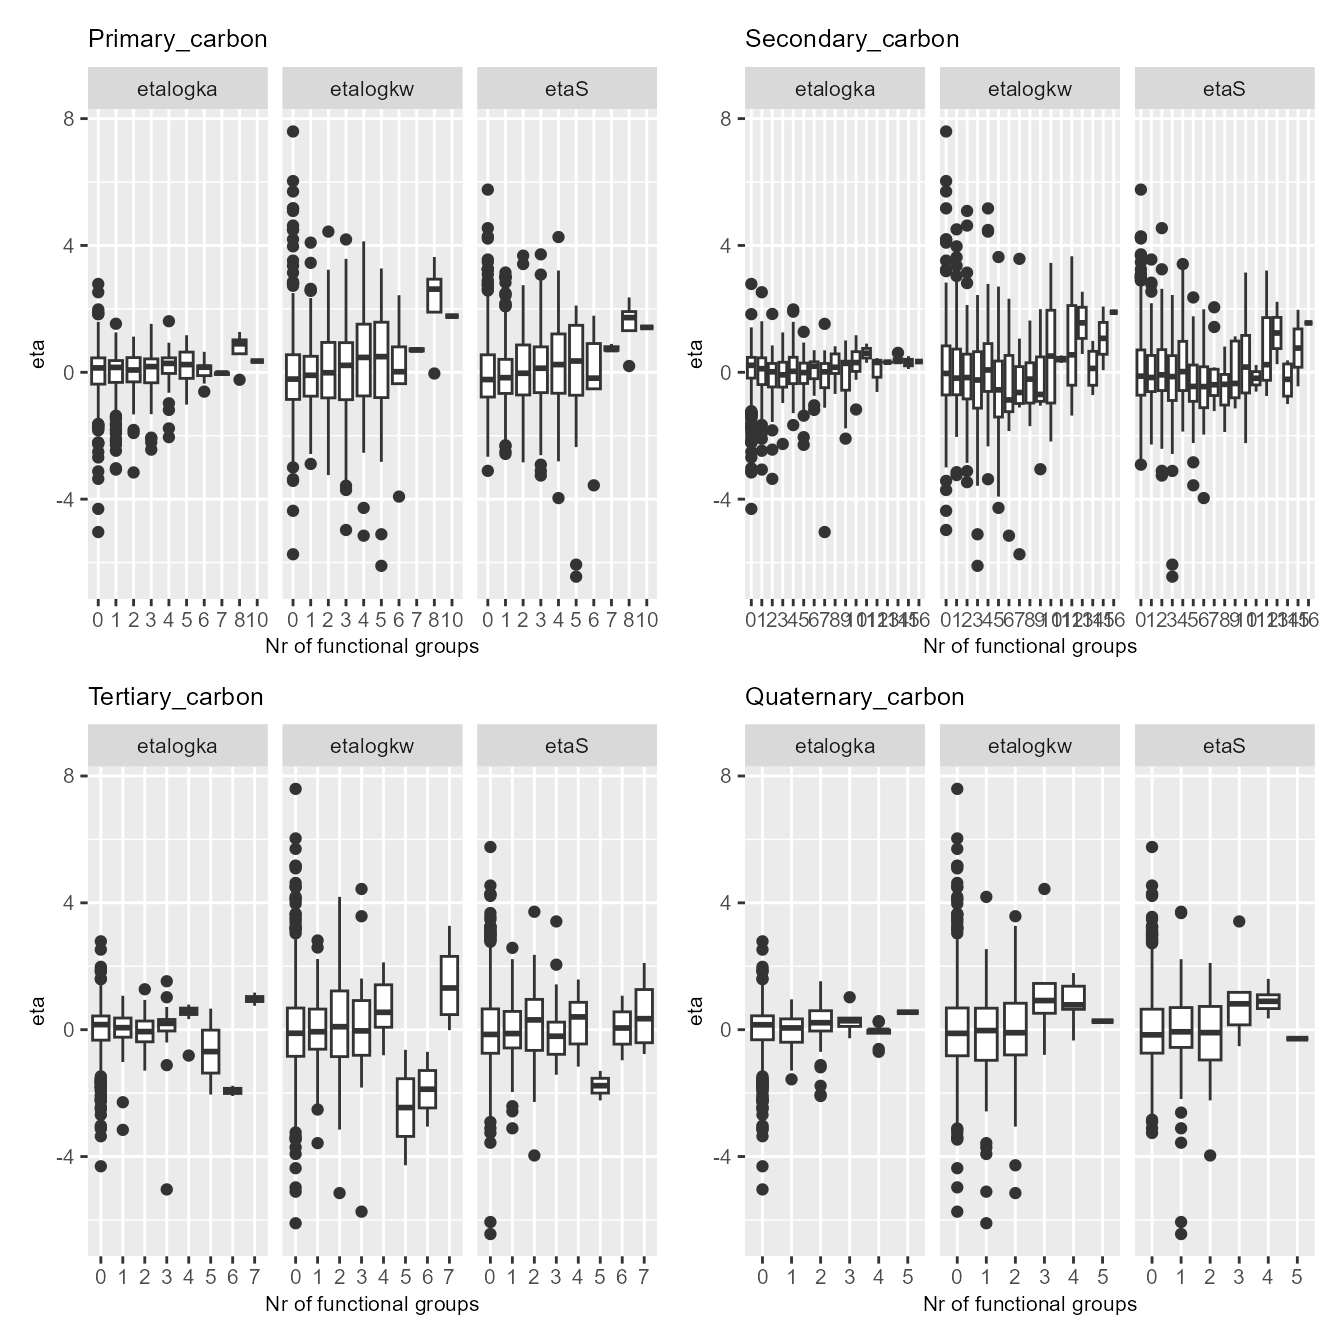 Primary_carbon
etalogka etalogkw etaS
8
4
0
-4
eta
0 1 2 3 4 5 6 7 8 10 0 1 2 3 4 5 6 7 8 10 0 1 2 3 4 5 6 7 8 10
Nr of functional groups
Secondary_carbon
etalogka etalogkw etaS
8
4
0
-4
eta
Nr of functional groups
Tertiary_carbon
etalogka etalogkw etaS
8
4
0
-4
eta
0 1 2 3 4 5 6 7 0 1 2 3 4 5 6 7 0 1 2 3 4 5 6 7
Nr of functional groups
Quaternary_carbon
etalogka etalogkw etaS
8
4
0
-4
eta
0 1 2 3 4 5 0 1 2 3 4 5 0 1 2 3 4 5
Nr of functional groups